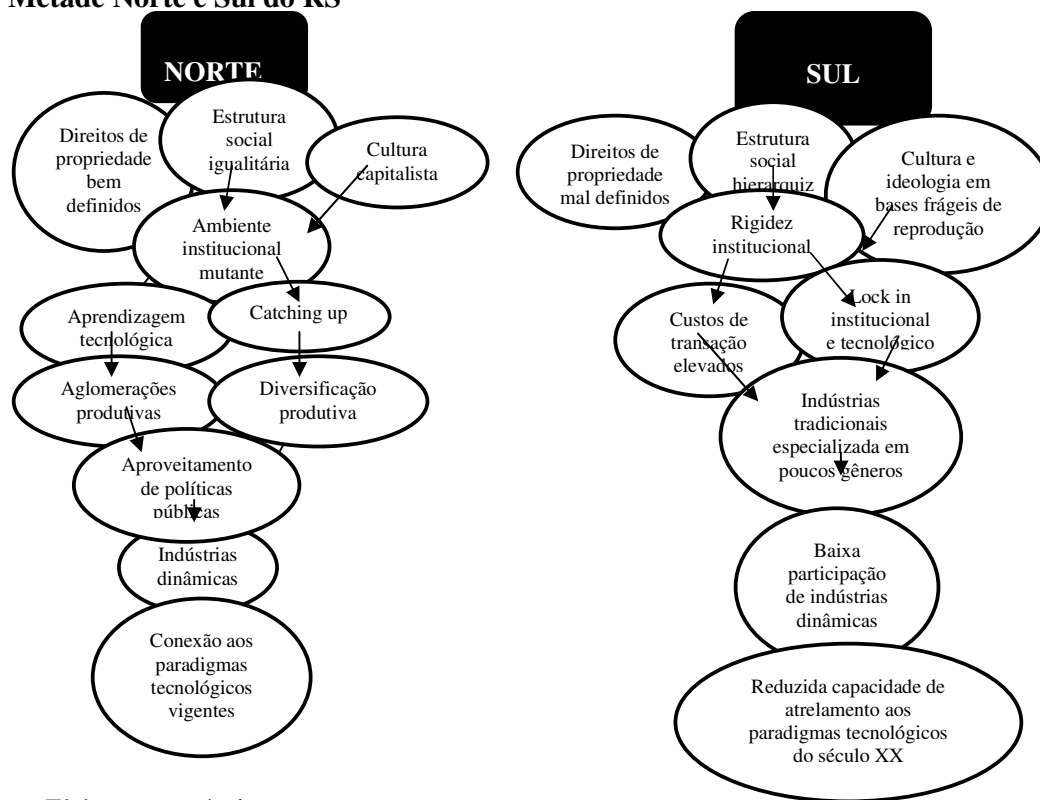 Metade Norte e Sul do RS
NORTE
Direitos de
propriedade
bem
definidos
Estrutura
social
igualitária
Cultura
capitalista
Ambiente
institucional
mutante
Aprendizagem
tecnológica
Catching up
Aglomerações
produtivas
Diversificação
produtiva
Aproveitamento
de políticas
públicas
Indústrias
dinâmicas
Conexão aos
paradigmas
tecnológicos
vigentes
SUL
Direitos de
propriedade
mal definidos
Estrutura
social
hierarquiz
Cultura e
ideologia em
bases frágeis de
reprodução
Rigidez
institucional
Custos de
transação
elevados
Lock in
institucional
e tecnológico
Indústrias
tradicionais
especializada em
poucos gêneros
Baixa
participação
de indústrias
dinâmicas
Reduzida capacidade de
atrelamento aos
paradigmas tecnológicos
do século XX